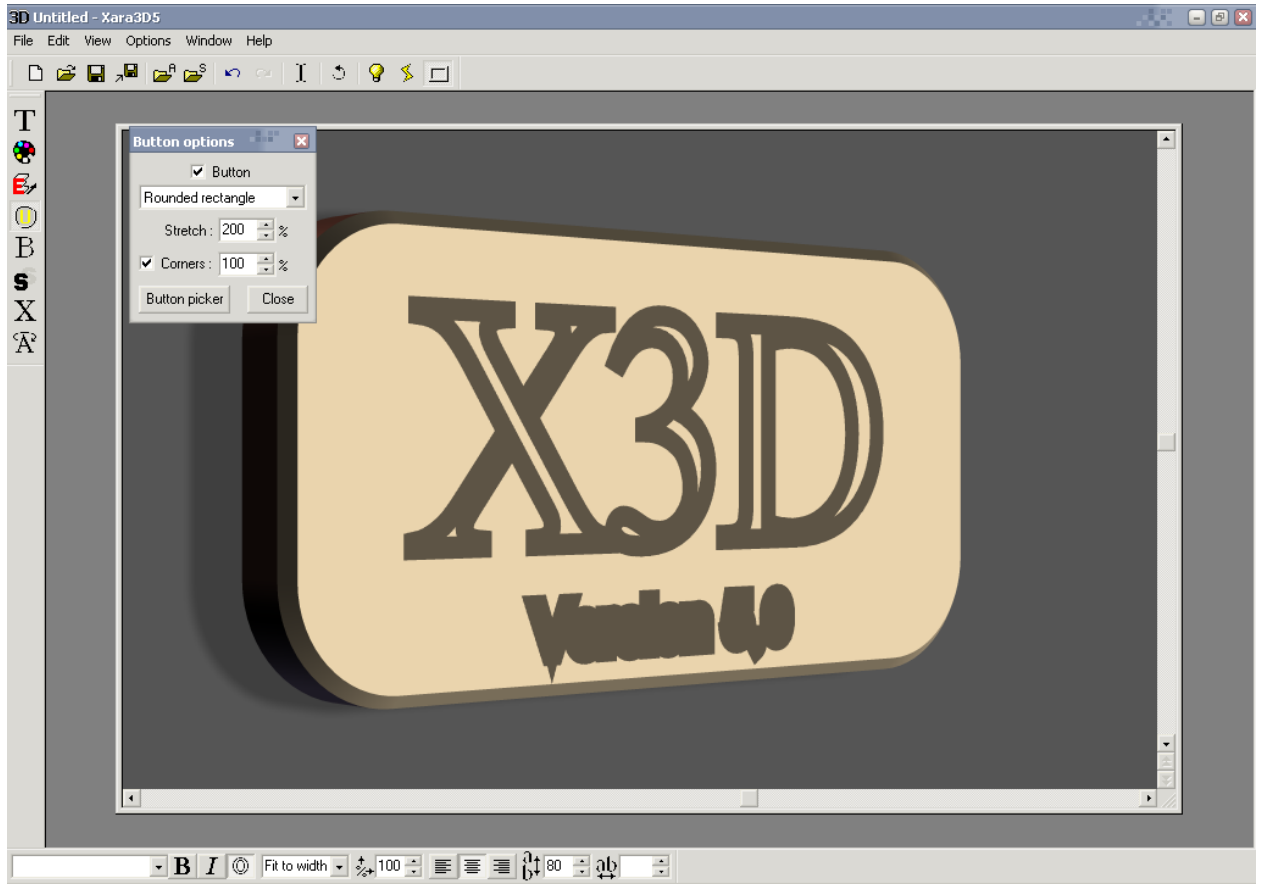 3D Untitled - Xara3D5
File Edit View Options Window Help
A S
T
Button options
Button
Rounded rectangle
Stretch : 200 %
Corners : 100 %
Button picker Close
B
S
X
A
X3D
Version 5.0
B I O Fit to width 100 a b 80 ab